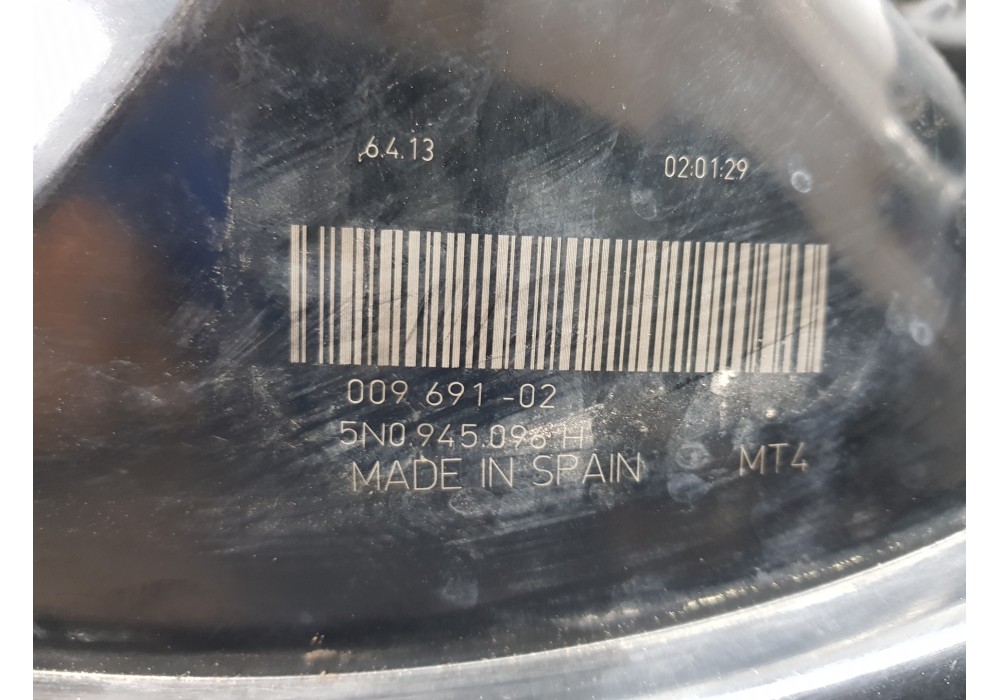 6.4.13
02:01:29
009 691 -02
5N0 945.096 H
MADE IN SPAIN
MT4